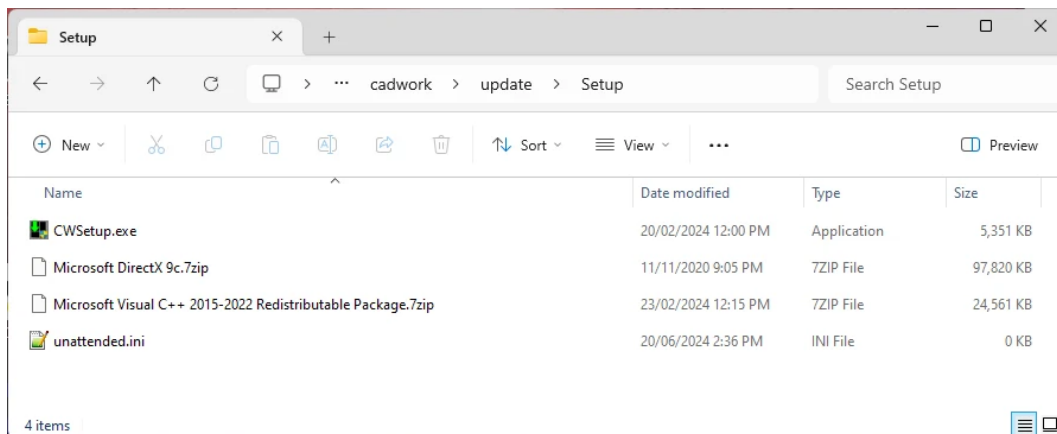 Setup
cadwork > update > Setup Search Setup
New Sort View Preview
Name Date modified Type Size
CWSetup.exe 20/02/2024 12:00 PM Application 5,351 KB
Microsoft DirectX 9c.7zip 11/11/2020 9:05 PM 7ZIP File 97,820 KB
Microsoft Visual C++ 2015-2022 Redistributable Package.7zip 23/02/2024 12:15 PM 7ZIP File 24,561 KB
unattended.ini 20/06/2024 2:36 PM INI File 0 KB
4 items